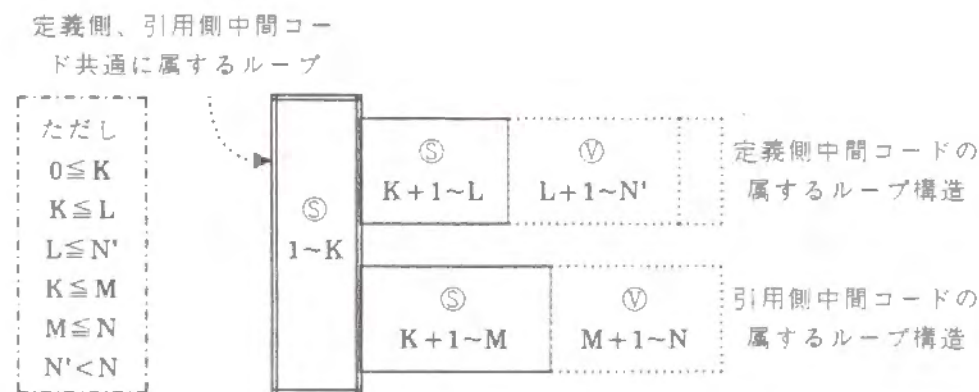 定義側、引用側中間コー
ド共通に属するループ
ただし
0≦K
K≦L
L≦N'
K≦M
M≦N
N'<N
Ⓢ
1~K
Ⓢ
K+1~L
Ⓥ
L+1~N'
定義側中間コードの
属するループ構造
Ⓢ
K+1~M
Ⓥ
M+1~N
引用側中間コードの
属するループ構造